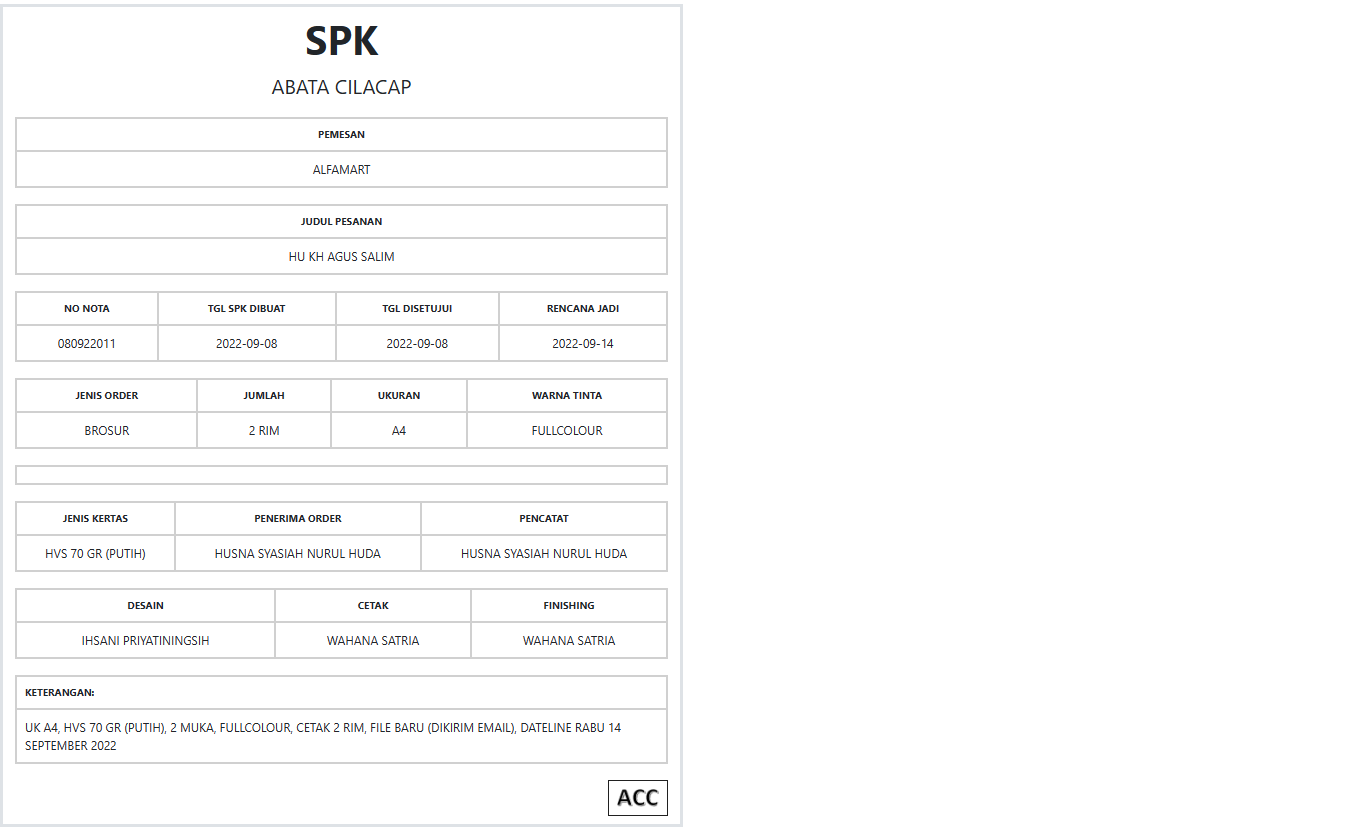 SPK
ABATA CILACAP
PEMESAN
ALFAMART
JUDUL PESANAN
HU KH AGUS SALIM
NO NOTA TGL SPK DIBUAT TGL DISETUJUI RENCANA JADI
080922011 2022-09-08 2022-09-08 2022-09-14
JENIS ORDER JUMLAH UKURAN WARNA TINTA
BROSUR 2 RIM A4 FULLCOLOUR
JENIS KERTAS PENERIMA ORDER PENCATAT
HVS 70 GR (PUTIH) HUSNA SYASIAH NURUL HUDA HUSNA SYASIAH NURUL HUDA
DESAIN CETAK FINISHING
IHSANI PRIYATININGSIH WAHANA SATRIA WAHANA SATRIA
KETERANGAN:
UK A4, HVS 70 GR (PUTIH), 2 MUKA, FULLCOLOUR, CETAK 2 RIM, FILE BARU (DIKIRIM EMAIL), DATELINE RABU 14
SEPTEMBER 2022
ACC